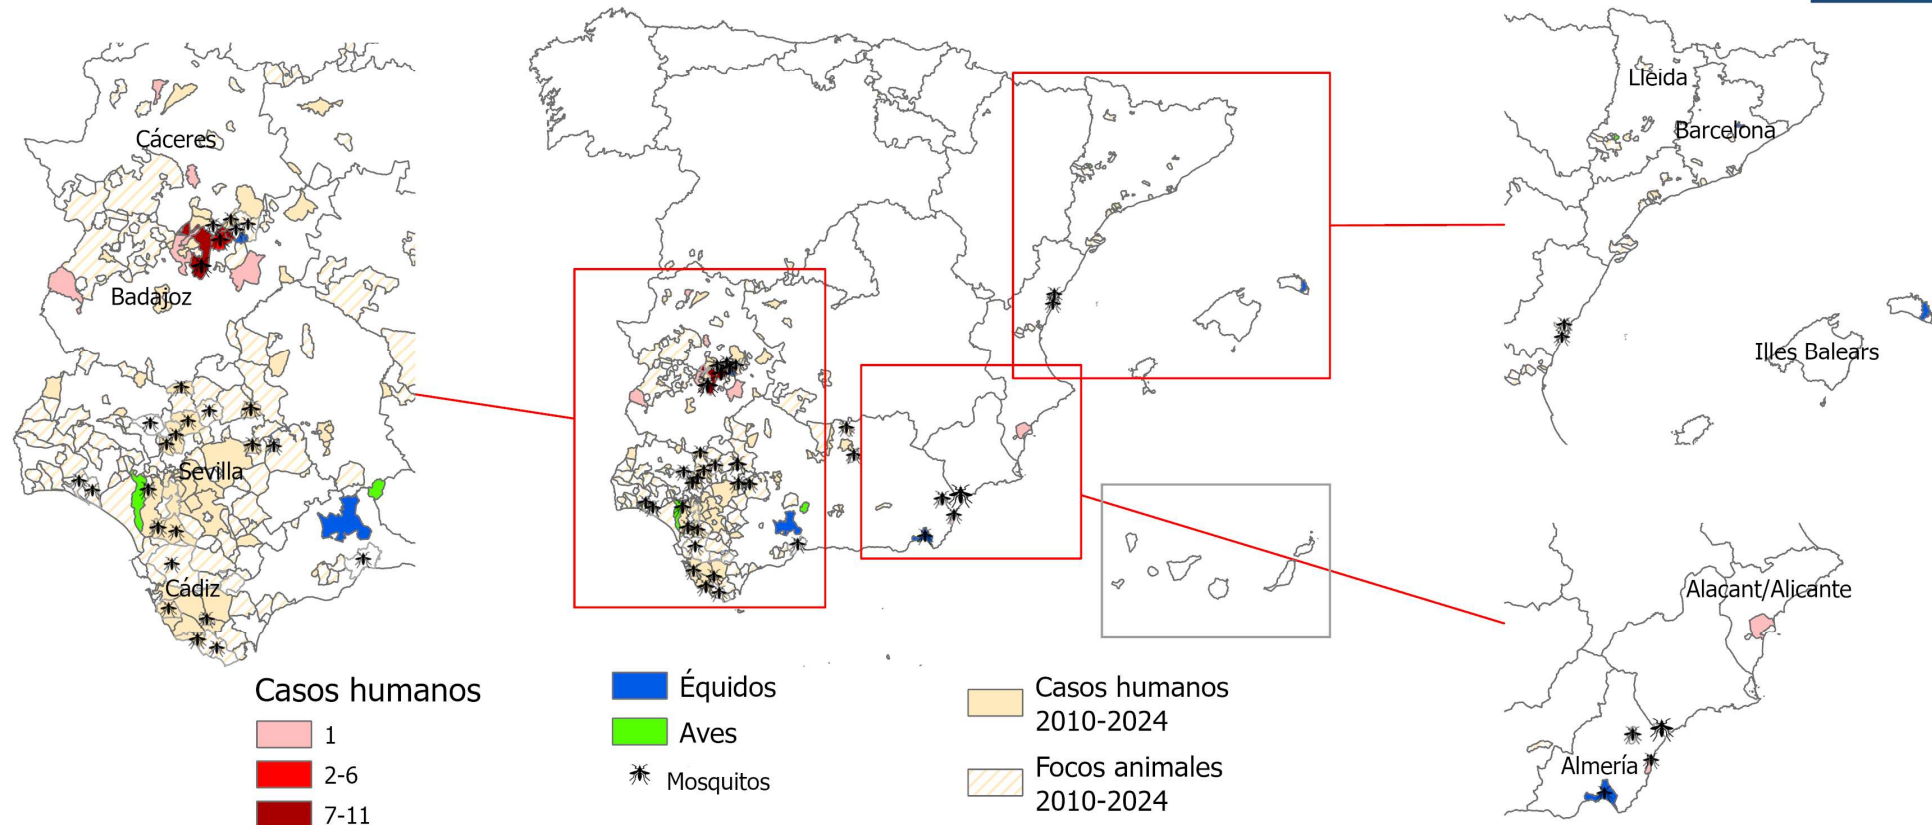 Cáceres
Badajoz
Sevilla
Cádiz
Lleida
Barcelona
Illes Balears
Alacant/Alicante
Almería
Casos humanos
1
2-6
7-11
Équidos
Aves
Mosquitos
Casos humanos
2010-2024
Focos animales
2010-2024